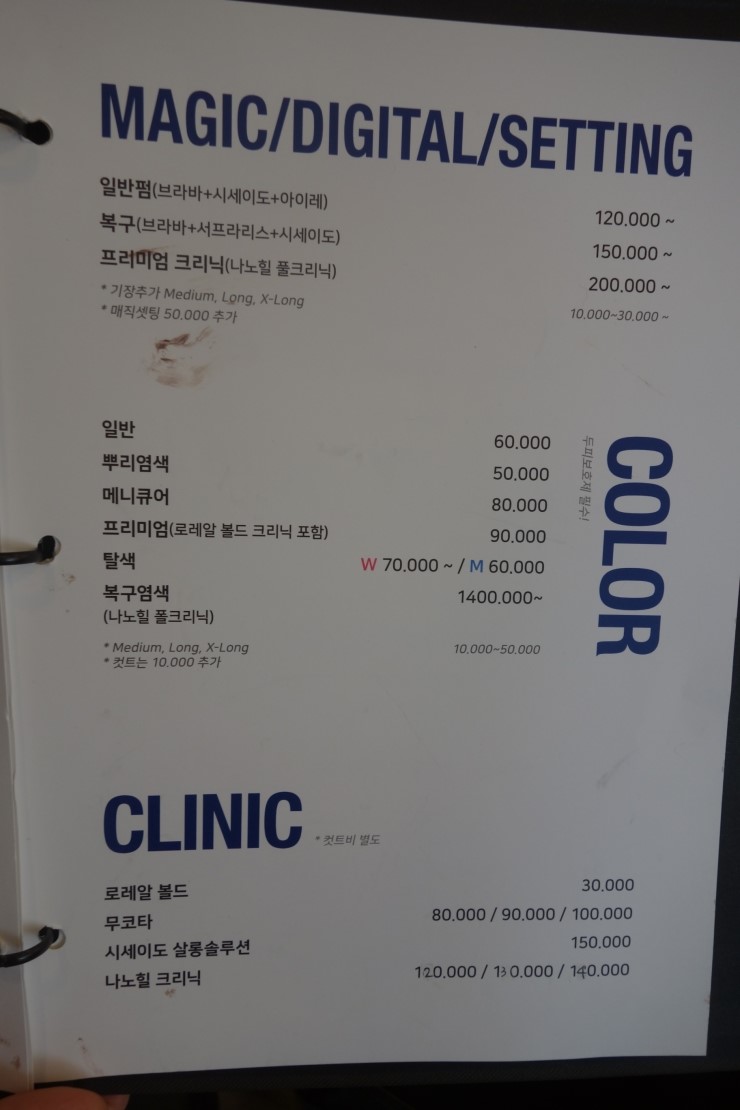 MAGIC/DIGITAL/SETTING
일반펌(브라바+시세이도+아이레) 120.000 ~
복구(브라바+서프라리스+시세이도) 150.000 ~
프리미엄 크리닉(나노힐 풀크리닉) 200.000 ~
* 기장추가 Medium, Long, X-Long 10.000~30.000 ~
* 매직셋팅 50.000 추가
COLOR
두피보호제 필수!
일반 60.000
뿌리염색 50.000
메니큐어 80.000
프리미엄(로레알 볼드 크리닉 포함) 90.000
탈색 W 70.000 ~ / M 60.000
복구염색 1400.000~
(나노힐 폴크리닉)
* Medium, Long, X-Long 10.000~50.000
* 컷트는 10.000 추가
CLINIC * 컷트비 별도
로레알 볼드 30.000
무코타 80.000 / 90.000 / 100.000
시세이도 살롱솔루션 150.000
나노힐 크리닉 120.000 / 130.000 / 140.000